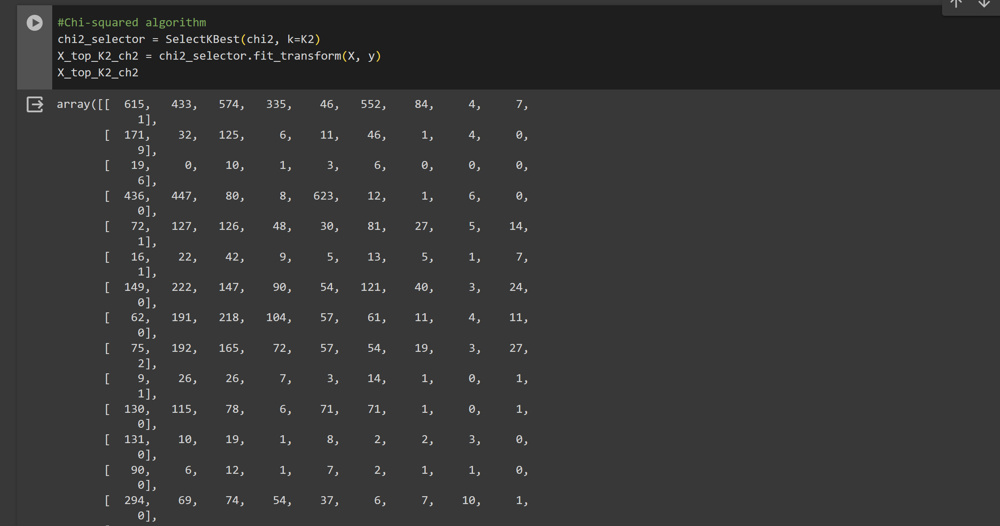 #Chi-squared algorithm
chi2_selector = SelectKBest(chi2, k=K2)
X_top_K2_ch2 = chi2_selector.fit_transform(X, y)
X_top_K2_ch2
array([[  615,   433,   574,   335,    46,   552,    84,     4,     7,
            1],
       [  171,    32,   125,     6,    11,    46,     1,     4,     0,
            9],
       [   19,     0,    10,     1,     3,     6,     0,     0,     0,
            6],
       [  436,   447,    80,     8,   623,    12,     1,     6,     0,
            0],
       [   72,   127,   126,    48,    30,    81,    27,     5,    14,
            1],
       [   16,    22,    42,     9,     5,    13,     5,     1,     7,
            1],
       [  149,   222,   147,    90,    54,   121,    40,     3,    24,
            0],
       [   62,   191,   218,   104,    57,    61,    11,     4,    11,
            0],
       [   75,   192,   165,    72,    57,    54,    19,     3,    27,
            2],
       [    9,    26,    26,     7,     3,    14,     1,     0,     1,
            1],
       [  130,   115,    78,     6,    71,    71,     1,     0,     1,
            0],
       [  131,    10,    19,     1,     8,     2,     2,     3,     0,
            0],
       [   90,     6,    12,     1,     7,     2,     1,     1,     0,
            0],
       [  294,    69,    74,    54,    37,     6,     7,    10,     1,
            0],